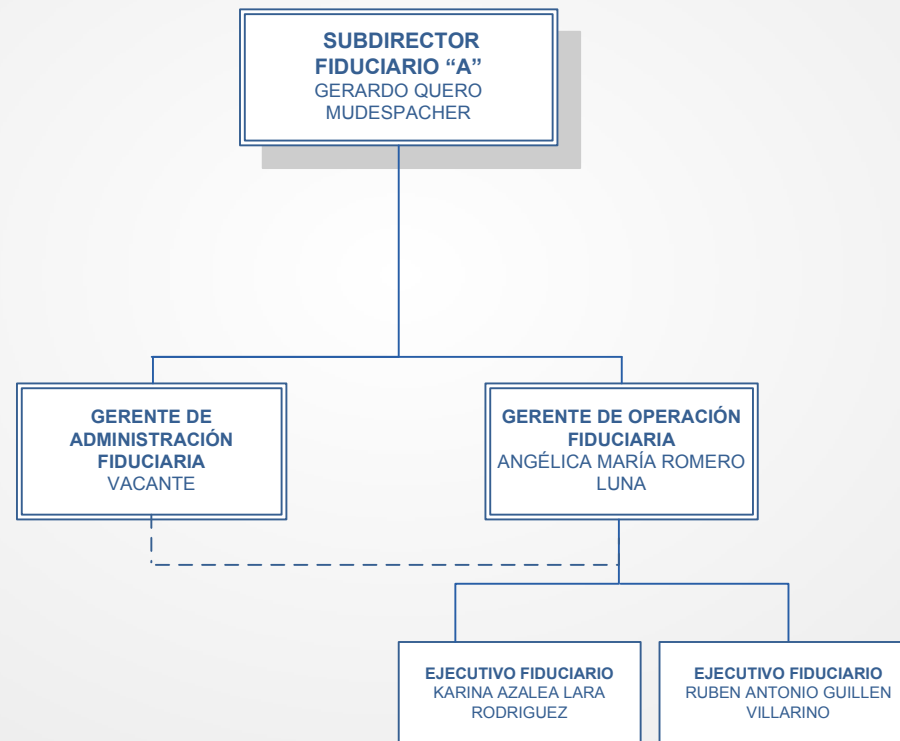 SUBDIRECTOR
FIDUCIARIO “A”
GERARDO QUERO
MUDESPACHER
GERENTE DE
ADMINISTRACIÓN
FIDUCIARIA
VACANTE
GERENTE DE OPERACIÓN
FIDUCIARIA
ANGÉLICA MARÍA ROMERO
LUNA
EJECUTIVO FIDUCIARIO
KARINA AZALEA LARA
RODRIGUEZ
EJECUTIVO FIDUCIARIO
RUBEN ANTONIO GUILLEN
VILLARINO